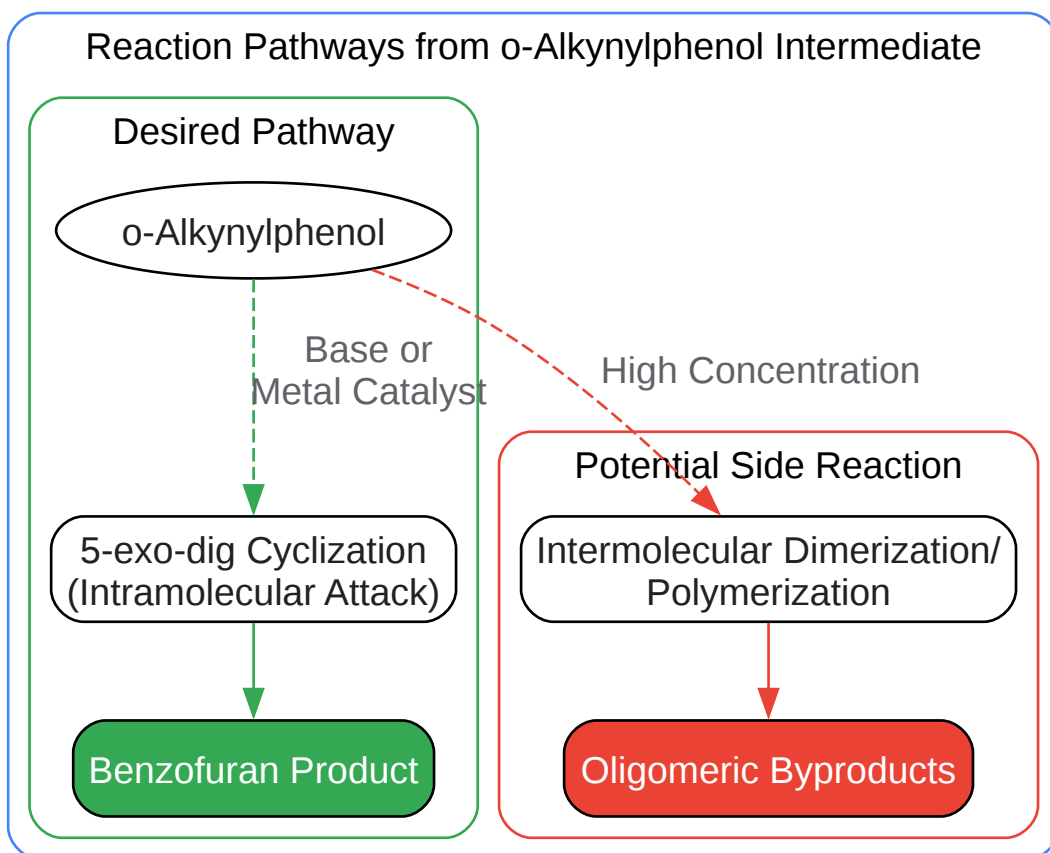 Reaction Pathways from o-Alkynylphenol Intermediate
Desired Pathway
o-Alkynylphenol
Base or
Metal Catalyst
High Concentration
Potential Side Reaction
5-exo-dig Cyclization
(Intramolecular Attack)
Intermolecular Dimerization/
Polymerization
Benzofuran Product
Oligomeric Byproducts